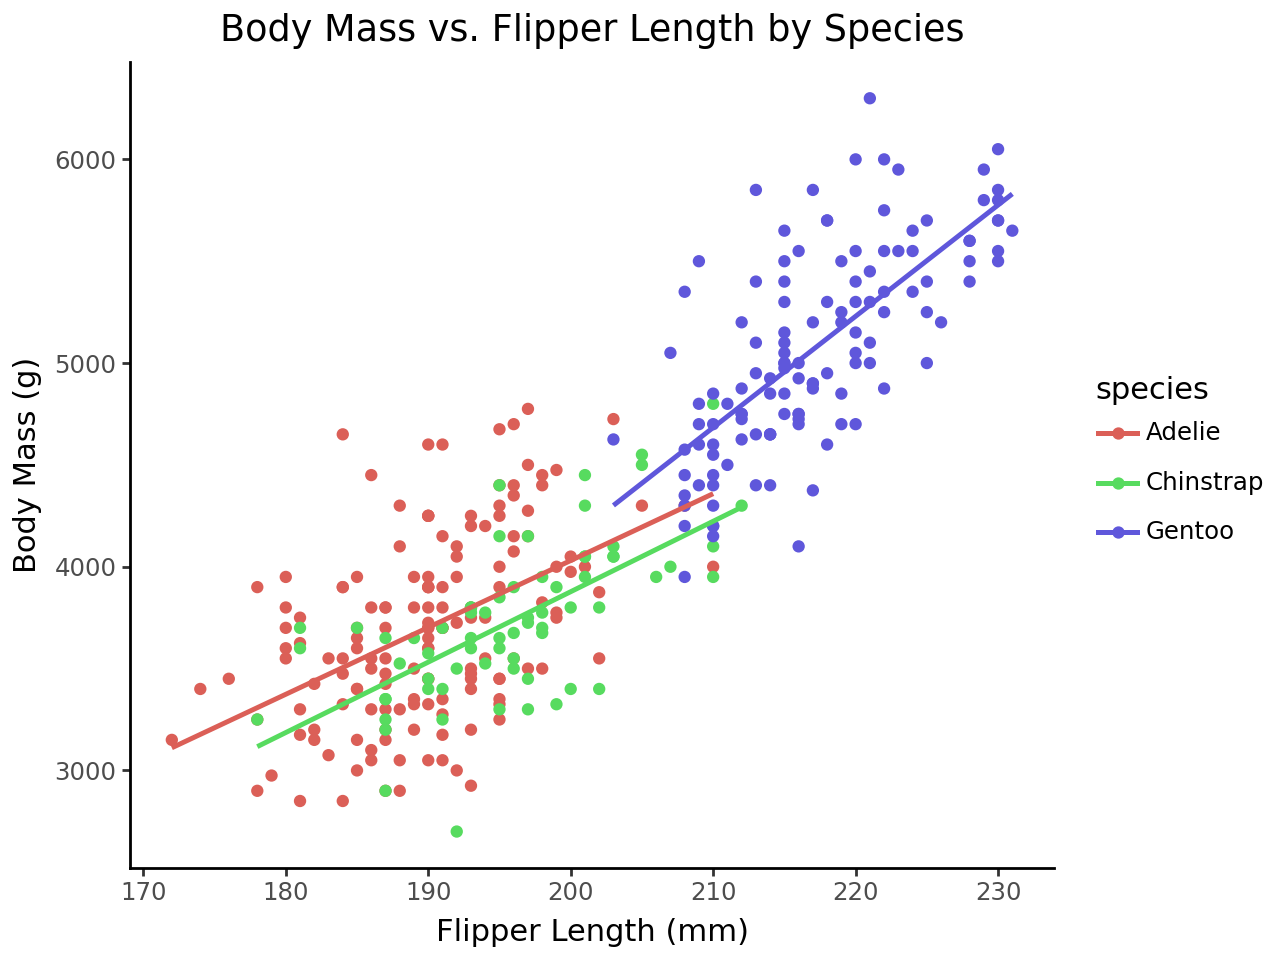 Body Mass vs. Flipper Length by Species
Body Mass (g)
6000
5000
4000
3000
170 180 190 200 210 220 230
Flipper Length (mm)
species
Adelie
Chinstrap
Gentoo